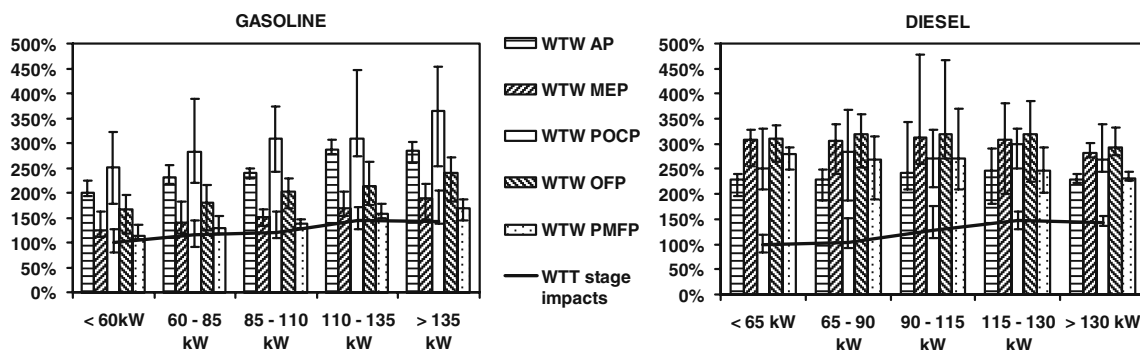 GASOLINE
500%
450%
400%
350%
300%
250%
200%
150%
100%
50%
0%
< 60kW
60 - 85
kW
85 - 110
kW
110 - 135
kW
> 135
kW
WTW AP
WTW MEP
WTW POCP
WTW OFP
WTW PMFP
WTT stage
impacts
DIESEL
500%
450%
400%
350%
300%
250%
200%
150%
100%
50%
0%
< 65 kW
65 - 90
kW
90 - 115
kW
115 - 130
kW
> 130 kW